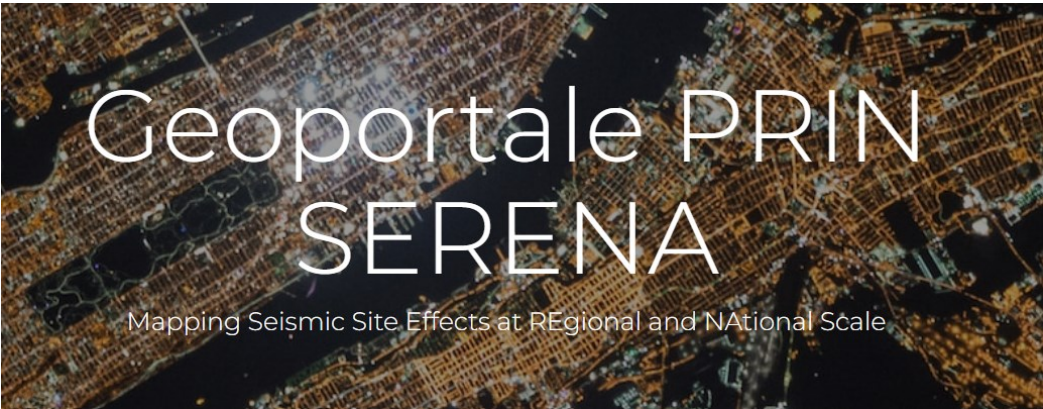 Geoportale PRIN
SERENA
Mapping Seismic Site Effects at REgional and NAtional Scale